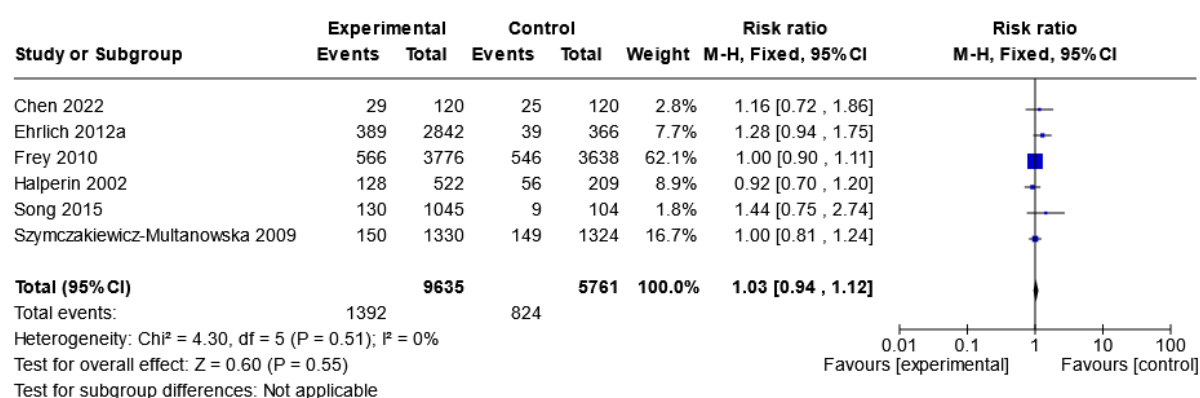 Experimental Control Risk ratio Risk ratio
Study or Subgroup Events Total Events Total Weight M-H, Fixed, 95% CI M-H, Fixed, 95% CI
Chen 2022 29 120 25 120 2.8% 1.16 [0.72 , 1.86]
Ehrlich 2012a 389 2842 39 366 7.7% 1.28 [0.94 , 1.75]
Frey 2010 566 3776 546 3638 62.1% 1.00 [0.90 , 1.11]
Halperin 2002 128 522 56 209 8.9% 0.92 [0.70 , 1.20]
Song 2015 130 1045 9 104 1.8% 1.44 [0.75 , 2.74]
Szymczakiewicz-Multanowska 2009 150 1330 149 1324 16.7% 1.00 [0.81 , 1.24]
Total (95% CI) 9635 5761 100.0% 1.03 [0.94 , 1.12]
Total events: 1392 824
Heterogeneity: Chi² = 4.30, df = 5 (P = 0.51); I² = 0%
Test for overall effect: Z = 0.60 (P = 0.55)
Test for subgroup differences: Not applicable
0.01 0.1 1 10 100
Favours [experimental] Favours [control]